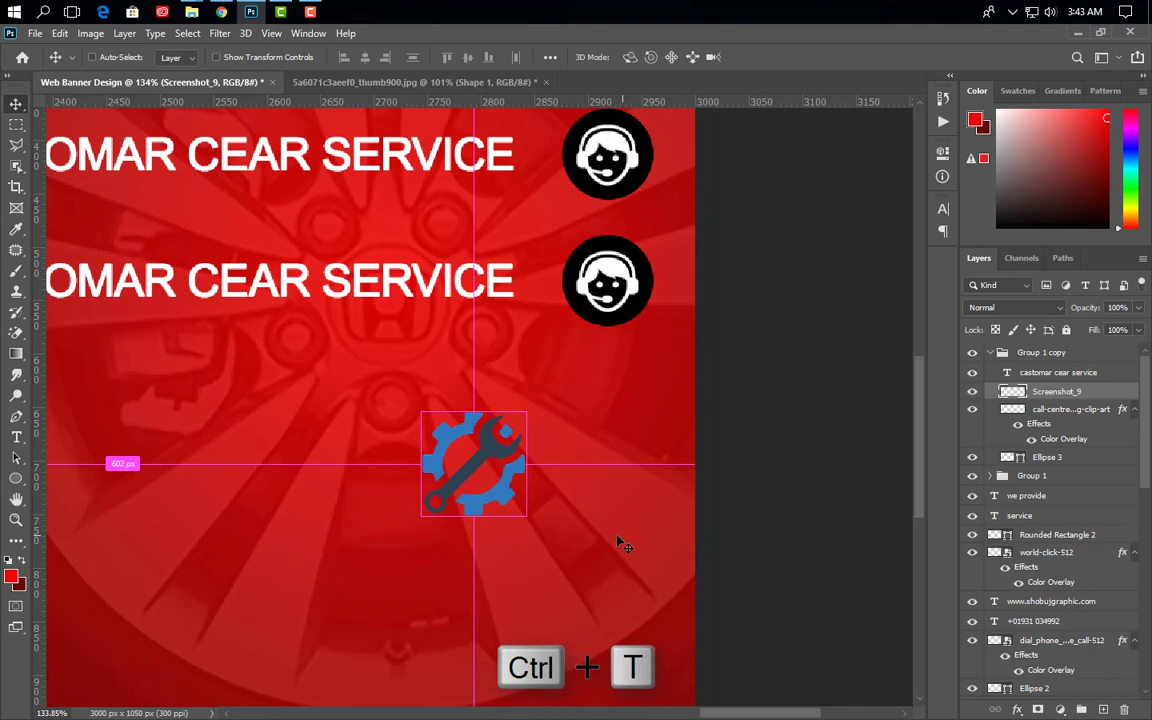 3:43 AM
Ps File Edit Image Layer Type Select Filter 3D View Window Help
Auto-Select: Layer Show Transform Controls 3D Mode:
Web Banner Design @ 134% (Screenshot_9, RGB/8#) * × 5a6071c3aeef0_thumb900.jpg @ 101% (Shape 1, RGB/8#) * ×
2400 2450 2500 2550 2600 2650 2700 2750 2800 2850 2900 2950 3000 3050 3100 3150
OMAR CEAR SERVICE
OMAR CEAR SERVICE
602 px
Ctrl + T
133.85% 3000 px x 1050 px (300 ppi)
Color Swatches Gradients Patterns
Layers Channels Paths
Kind
Normal Opacity: 100%
Lock: Fill: 100%
Group 1 copy
T castomar cear service
Screenshot_9
call-centre...g-clip-art fx
Effects
Color Overlay
Ellipse 3
Group 1
T we provide
T service
Rounded Rectangle 2
world-click-512 fx
Effects
Color Overlay
T www.shobujgraphic.com
T +01931 034992
dial_phone_...e_call-512 fx
Effects
Color Overlay
Ellipse 2